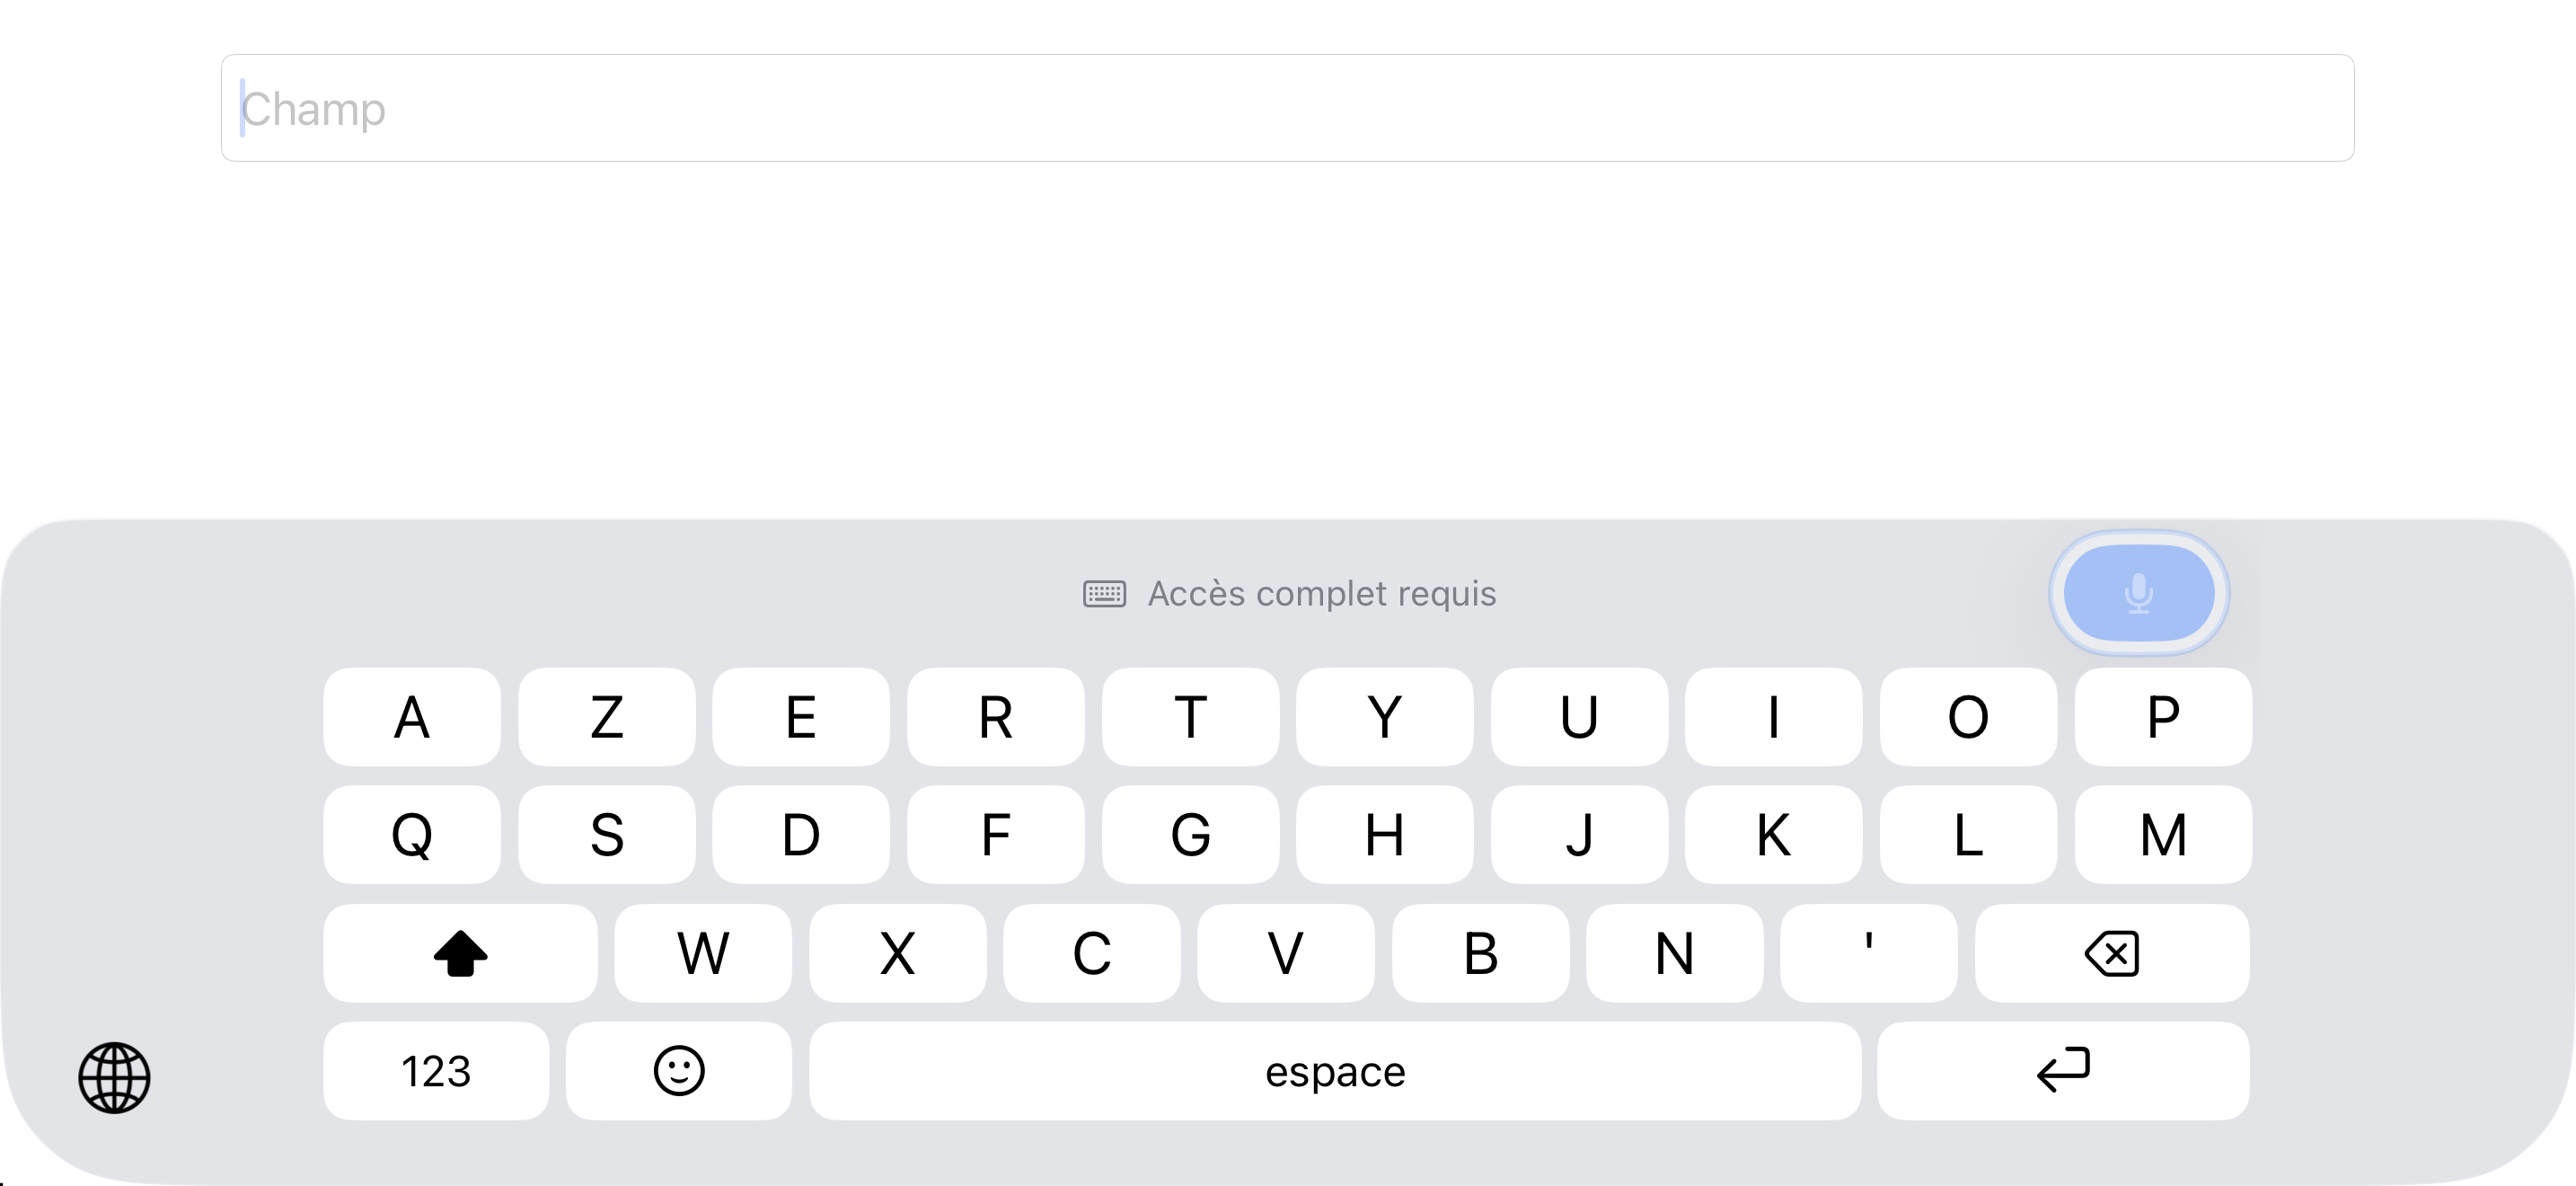 Champ
Accès complet requis
A Z E R T Y U I O P
Q S D F G H J K L M
W X C V B N '
123 espace